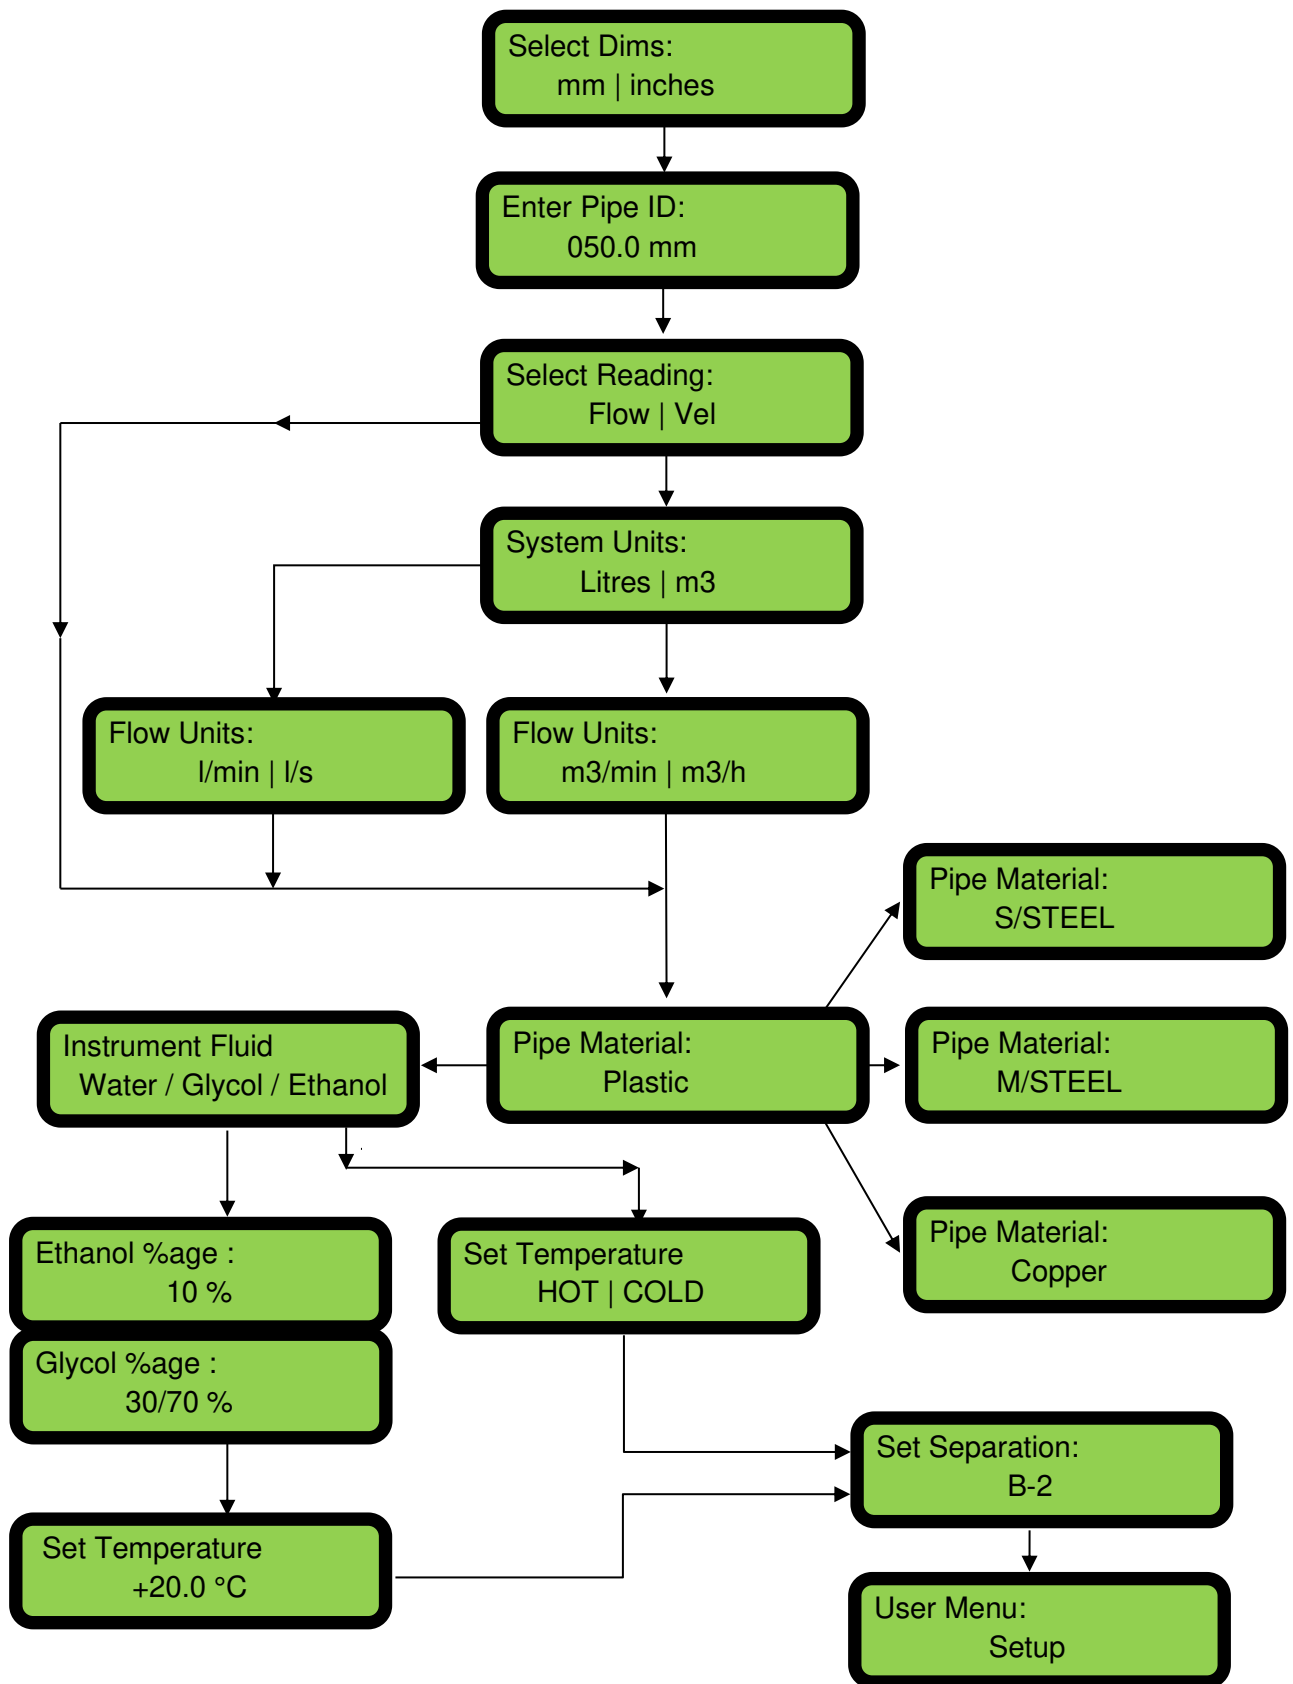 Select Dims:
mm | inches
Enter Pipe ID:
050.0 mm
Select Reading:
Flow | Vel
System Units:
Litres | m3
Flow Units:
l/min | l/s
Flow Units:
m3/min | m3/h
Pipe Material:
S/STEEL
Instrument Fluid
Water / Glycol / Ethanol
Pipe Material:
Plastic
Pipe Material:
M/STEEL
Ethanol %age :
10 %
Set Temperature
HOT | COLD
Pipe Material:
Copper
Glycol %age :
30/70 %
Set Separation:
B-2
Set Temperature
+20.0 °C
User Menu:
Setup